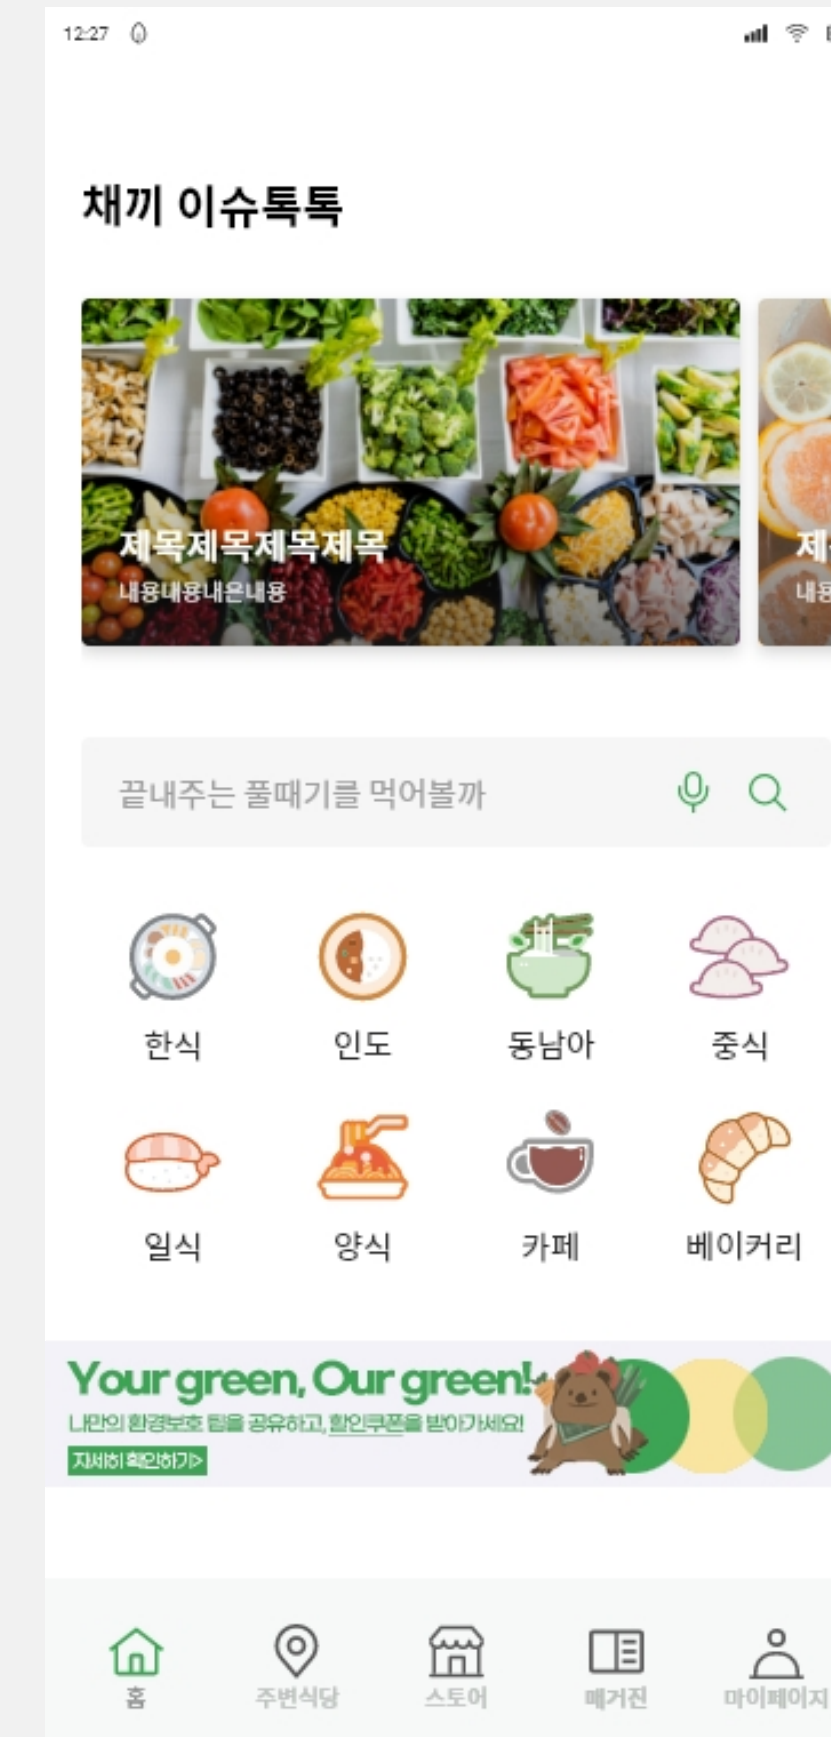 12:27
채끼 이슈톡톡
제목제목제목제목
내용내용내은내용
제
내용
끝내주는 풀때기를 먹어볼까
한식
인도
동남아
중식
일식
양식
카페
베이커리
Your green, Our green!
나만의 환경보호 팁을 공유하고, 할인쿠폰을 받아가세요!
자세히 확인하기>
홈
주변식당
스토어
매거진
마이페이지